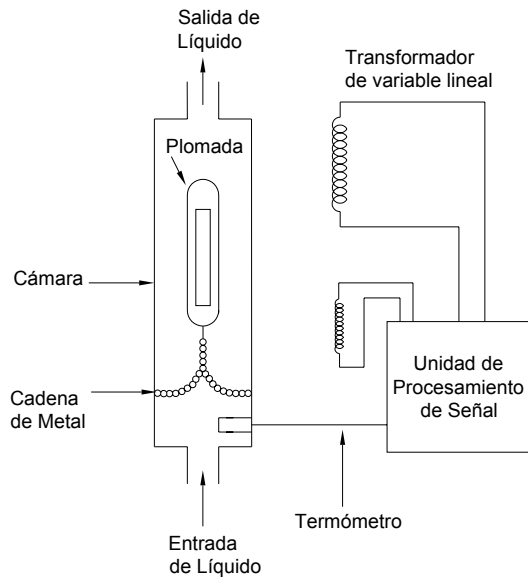 Salida de
Líquido
Transformador
de variable lineal
Plomada
Cámara
Cadena
de Metal
Unidad de
Procesamiento
de Señal
Termómetro
Entrada
de Líquido